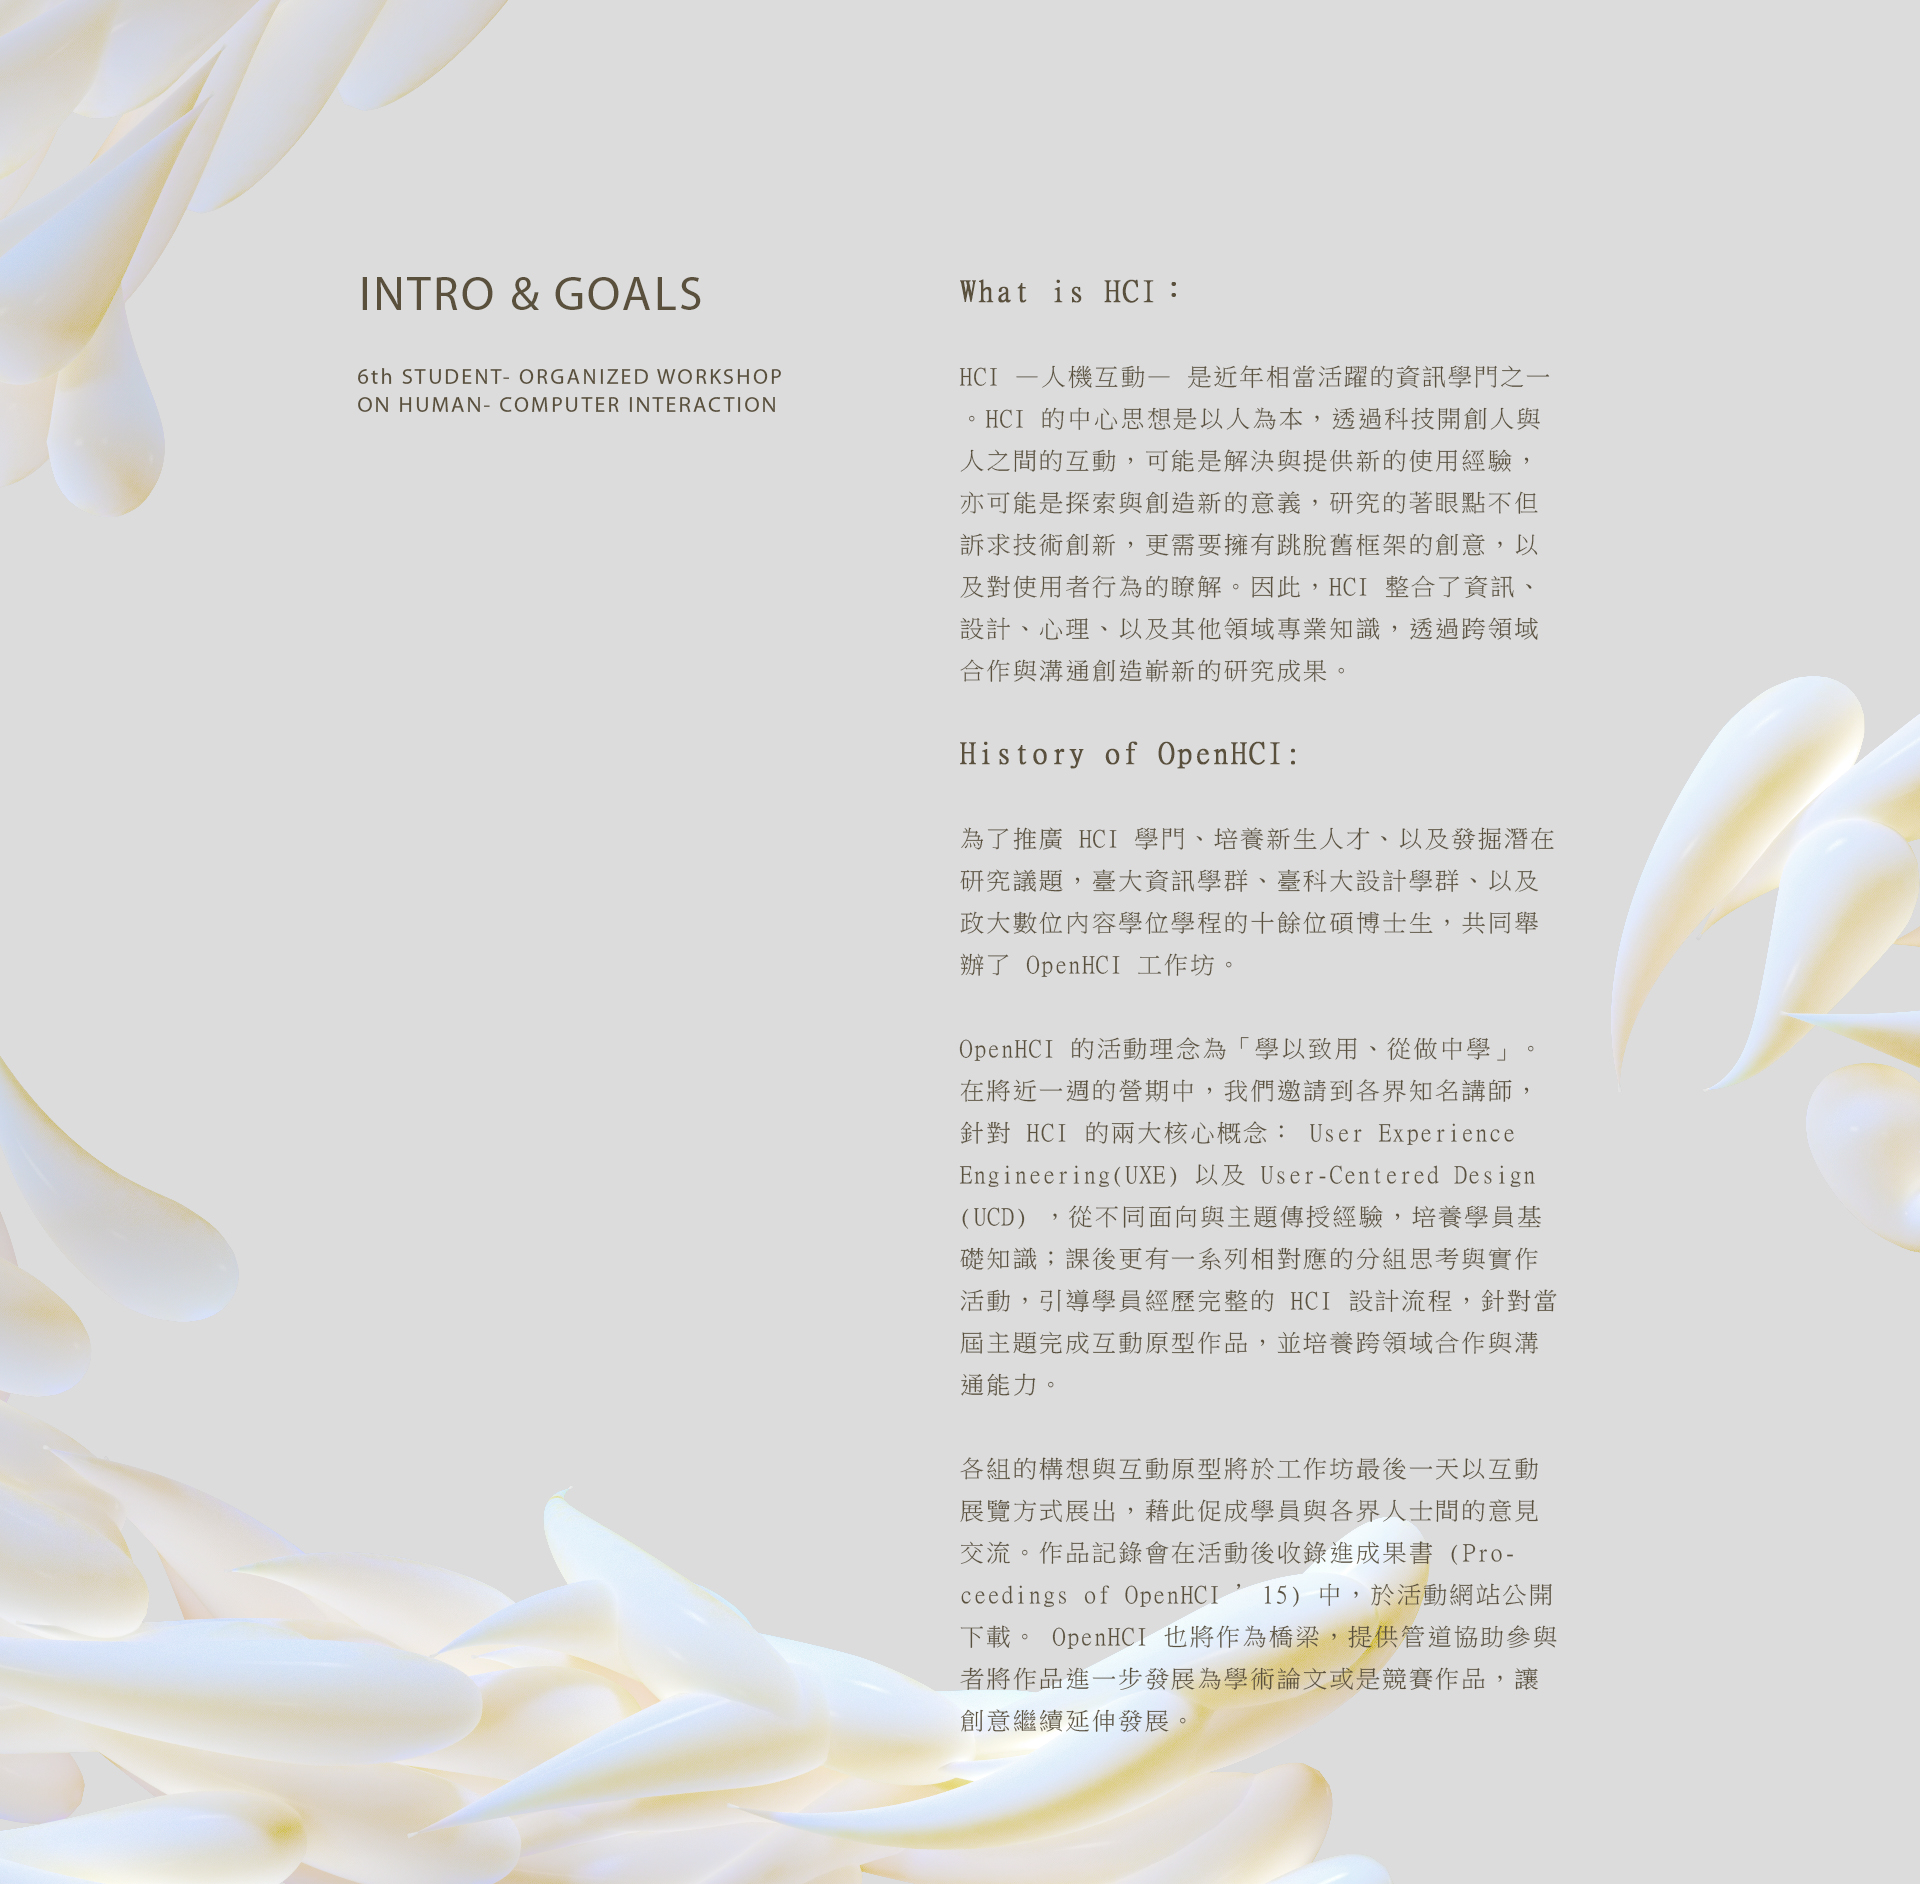 INTRO & GOALS
6th STUDENT- ORGANIZED WORKSHOP
ON HUMAN- COMPUTER INTERACTION
What is HCI：
HCI —人機互動— 是近年相當活躍的資訊學門之一
。HCI 的中心思想是以人為本，透過科技開創人與
人之間的互動，可能是解決與提供新的使用經驗，
亦可能是探索與創造新的意義，研究的著眼點不但
訴求技術創新，更需要擁有跳脫舊框架的創意，以
及對使用者行為的瞭解。因此，HCI 整合了資訊、
設計、心理、以及其他領域專業知識，透過跨領域
合作與溝通創造嶄新的研究成果。
History of OpenHCI:
為了推廣 HCI 學門、培養新生人才、以及發掘潛在
研究議題，臺大資訊學群、臺科大設計學群、以及
政大數位內容學位學程的十餘位碩博士生，共同舉
辦了 OpenHCI 工作坊。
OpenHCI 的活動理念為「學以致用、從做中學」。
在將近一週的營期中，我們邀請到各界知名講師，
針對 HCI 的兩大核心概念： User Experience
Engineering(UXE) 以及 User-Centered Design
(UCD) ，從不同面向與主題傳授經驗，培養學員基
礎知識；課後更有一系列相對應的分組思考與實作
活動，引導學員經歷完整的 HCI 設計流程，針對當
屆主題完成互動原型作品，並培養跨領域合作與溝
通能力。
各組的構想與互動原型將於工作坊最後一天以互動
展覽方式展出，藉此促成學員與各界人士間的意見
交流。作品記錄會在活動後收錄進成果書 (Pro-
ceedings of OpenHCI ’ 15) 中，於活動網站公開
下載。 OpenHCI 也將作為橋梁，提供管道協助參與
者將作品進一步發展為學術論文或是競賽作品，讓
創意繼續延伸發展。